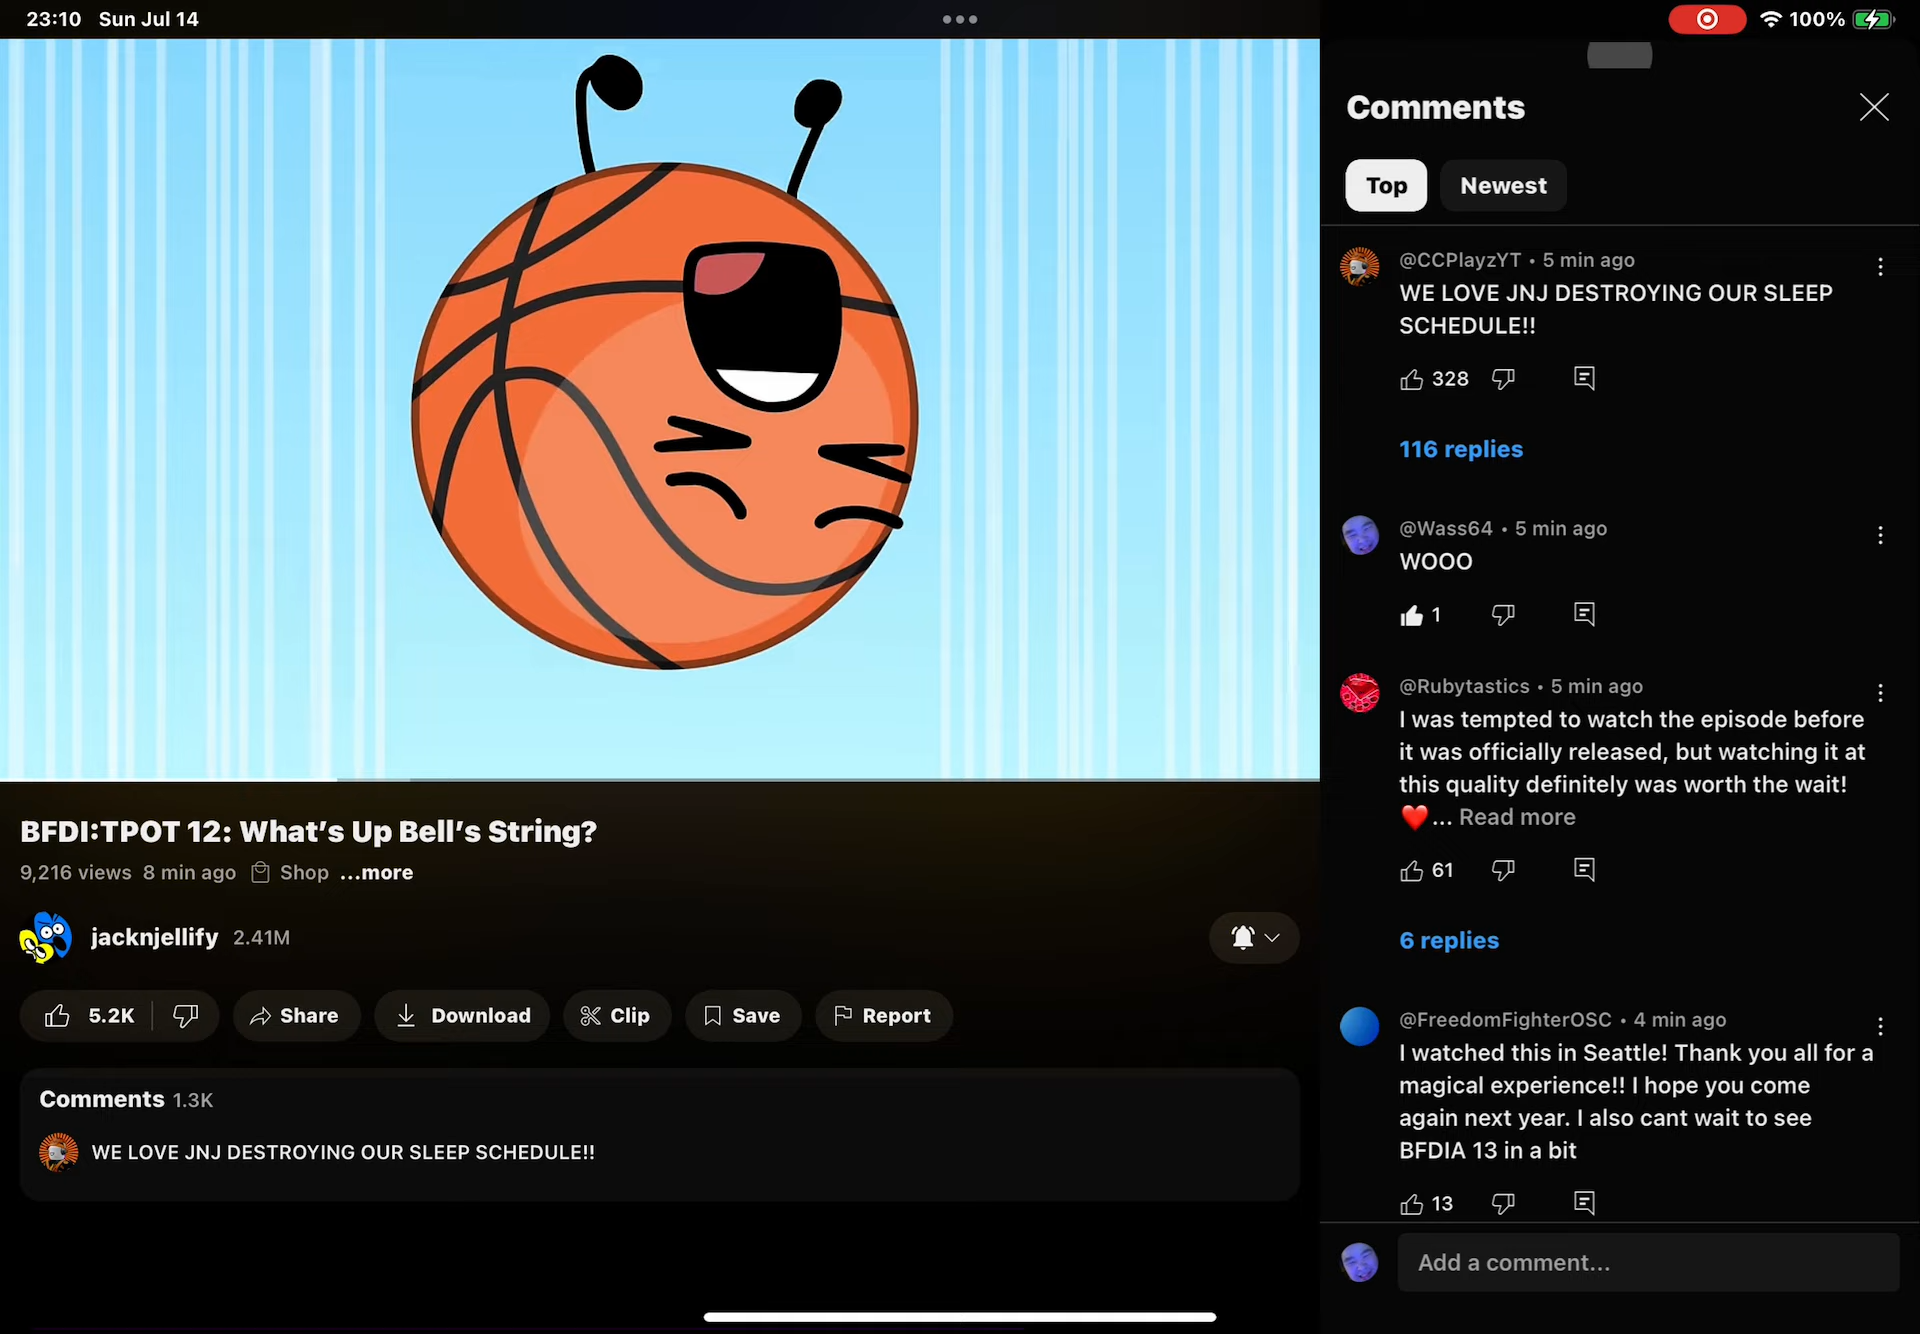 23:10 Sun Jul 14
100%
BFDI:TPOT 12: What's Up Bell's String?
9,216 views 8 min ago Shop ...more
jacknjellify 2.41M
5.2K Share Download Clip Save Report
Comments 1.3K
WE LOVE JNJ DESTROYING OUR SLEEP SCHEDULE!!
Comments
Top Newest
@CCPlayzYT • 5 min ago
WE LOVE JNJ DESTROYING OUR SLEEP
SCHEDULE!!
328
116 replies
@Wass64 • 5 min ago
WOOO
1
@Rubytastics • 5 min ago
I was tempted to watch the episode before
it was officially released, but watching it at
this quality definitely was worth the wait!
❤️... Read more
61
6 replies
@FreedomFighterOSC • 4 min ago
I watched this in Seattle! Thank you all for a
magical experience!! I hope you come
again next year. I also cant wait to see
BFDIA 13 in a bit
13
Add a comment...